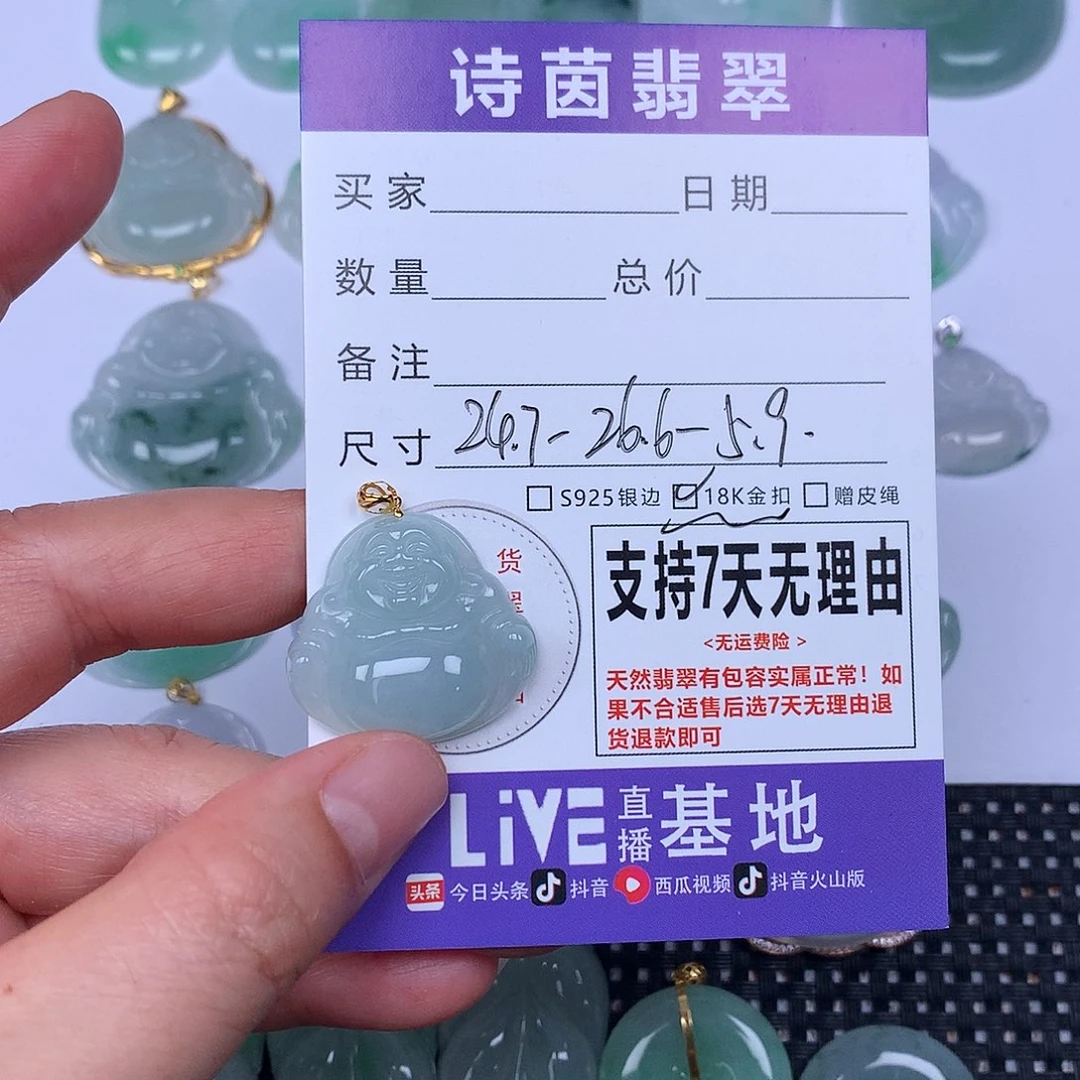 诗茵翡翠
买家 日期
数量 总价
备注
尺寸 24.7-26.6-5.9.
S925银边 18K金扣 赠皮绳
货
支持7天无理由
<无运费险>
天然翡翠有包容实属正常！如
果不合适售后选7天无理由退
货退款即可
LiVE直播基地
头条 今日头条 抖音 西瓜视频 抖音火山版